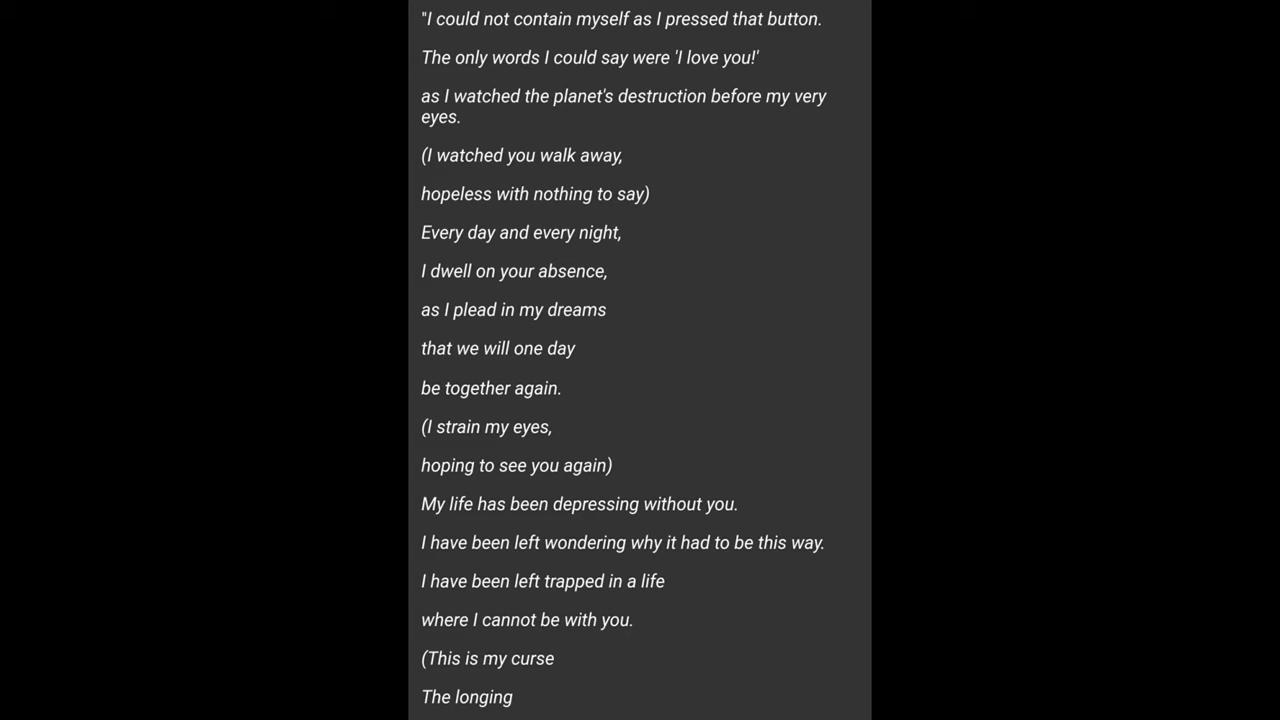 "I could not contain myself as I pressed that button.
The only words I could say were 'I love you!'
as I watched the planet's destruction before my very
eyes.
(I watched you walk away,
hopeless with nothing to say)
Every day and every night,
I dwell on your absence,
as I plead in my dreams
that we will one day
be together again.
(I strain my eyes,
hoping to see you again)
My life has been depressing without you.
I have been left wondering why it had to be this way.
I have been left trapped in a life
where I cannot be with you.
(This is my curse
The longing